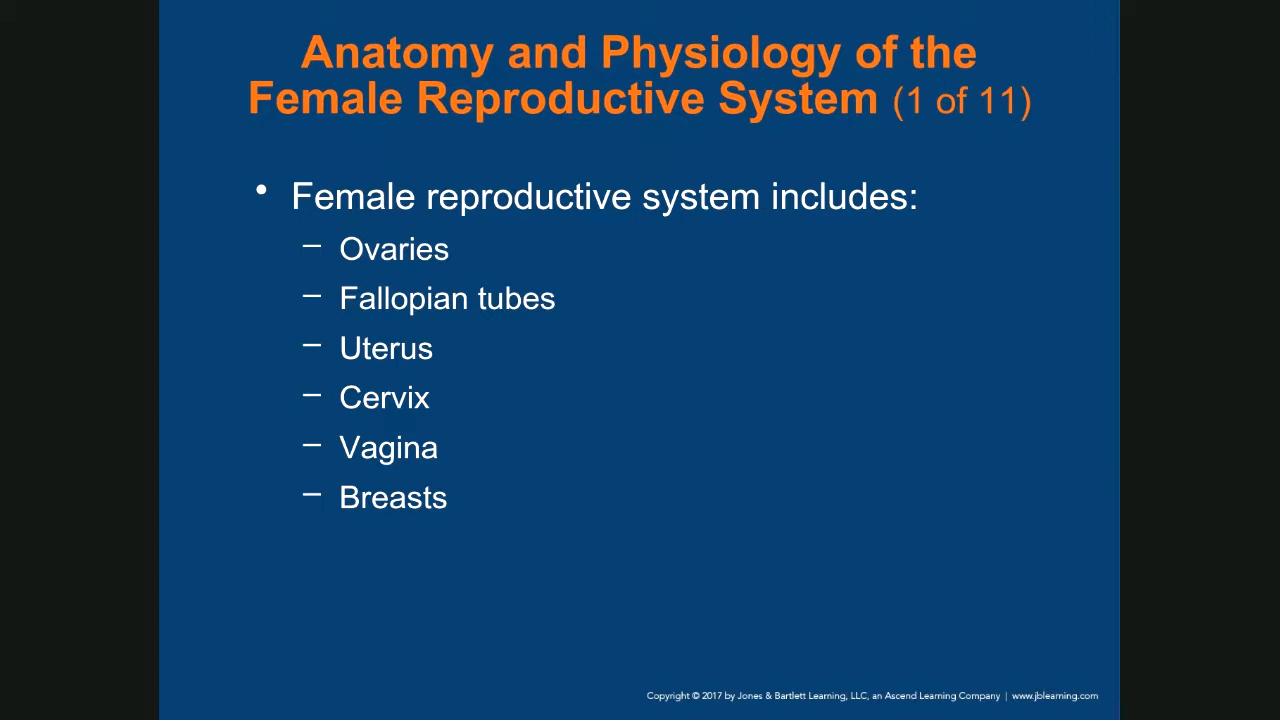 Anatomy and Physiology of the
Female Reproductive System (1 of 11)
• Female reproductive system includes:
– Ovaries
– Fallopian tubes
– Uterus
– Cervix
– Vagina
– Breasts
Copyright © 2017 by Jones & Bartlett Learning, LLC, an Ascend Learning Company | www.jblearning.com